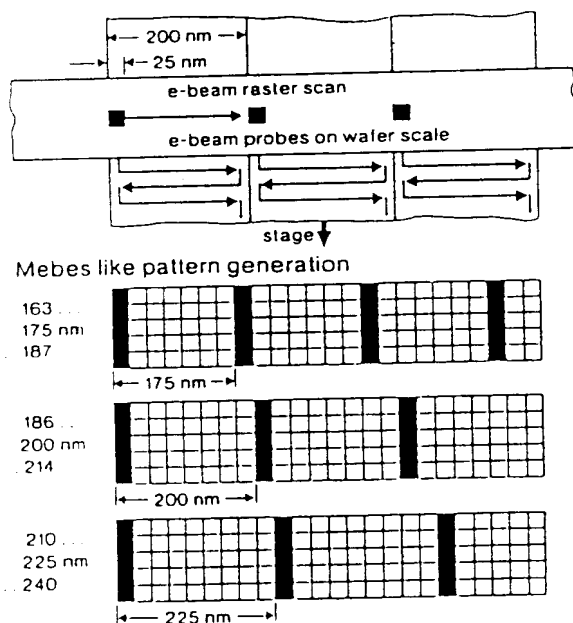 200 nm
25 nm
e-beam raster scan
e-beam probes on wafer scale
stage
Mebes like pattern generation
163 ...
175 nm
.. 187
175 nm
186 ..
200 nm
. 214
200 nm
210 ...
225 nm
.. 240
225 nm